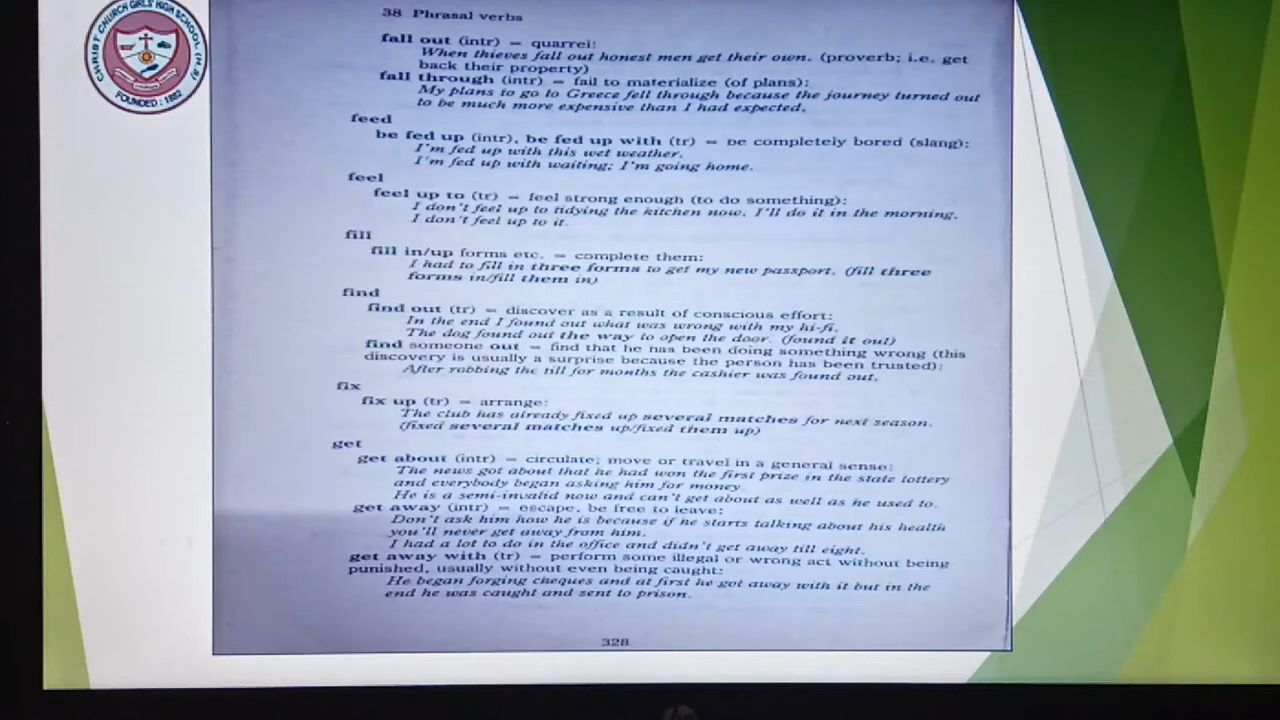 CHRIST CHURCH GIRLS' HIGH SCHOOL (H.S)
FOUNDED : 1882
38 Phrasal verbs
fall out (intr) = quarrel:
When thieves fall out honest men get their own. (proverb; i.e. get
back their property)
fall through (intr) = fail to materialize (of plans):
My plans to go to Greece fell through because the journey turned out
to be much more expensive than I had expected.
feed
be fed up (intr), be fed up with (tr) = be completely bored (slang):
I'm fed up with this wet weather.
I'm fed up with waiting; I'm going home.
feel
feel up to (tr) = feel strong enough (to do something):
I don't feel up to tidying the kitchen now. I'll do it in the morning.
I don't feel up to it.
fill
fill in/up forms etc. = complete them:
I had to fill in three forms to get my new passport. (fill three
forms in/fill them in)
find
find out (tr) = discover as a result of conscious effort:
In the end I found out what was wrong with my hi-fi.
The dog found out the way to open the door. (found it out)
find someone out = find that he has been doing something wrong (this
discovery is usually a surprise because the person has been trusted):
After robbing the till for months the cashier was found out.
fix
fix up (tr) = arrange:
The club has already fixed up several matches for next season.
(fixed several matches up/fixed them up)
get
get about (intr) = circulate; move or travel in a general sense:
The news got about that he had won the first prize in the state lottery
and everybody began asking him for money.
He is a semi-invalid now and can't get about as well as he used to.
get away (intr) = escape, be free to leave:
Don't ask him how he is because if he starts talking about his health
you'll never get away from him.
I had a lot to do in the office and didn't get away till eight.
get away with (tr) = perform some illegal or wrong act without being
punished, usually without even being caught:
He began forging cheques and at first he got away with it but in the
end he was caught and sent to prison.
328
hp